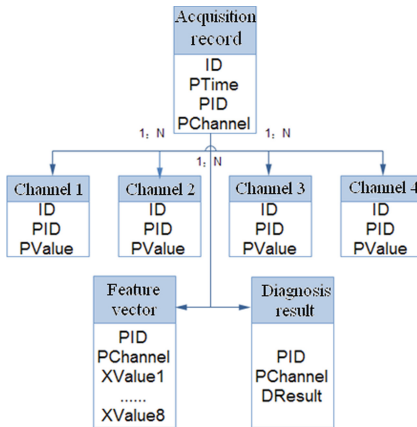 Acquisition
record
ID
PTime
PID
PChannel
1: N
1: N
1: N
Channel 1
ID
PID
PValue
Channel 2
ID
PID
PValue
Channel 3
ID
PID
PValue
Channel 4
ID
PID
PValue
Feature
vector
PID
PChannel
XValue1
......
XValue8
Diagnosis
result
PID
PChannel
DResult